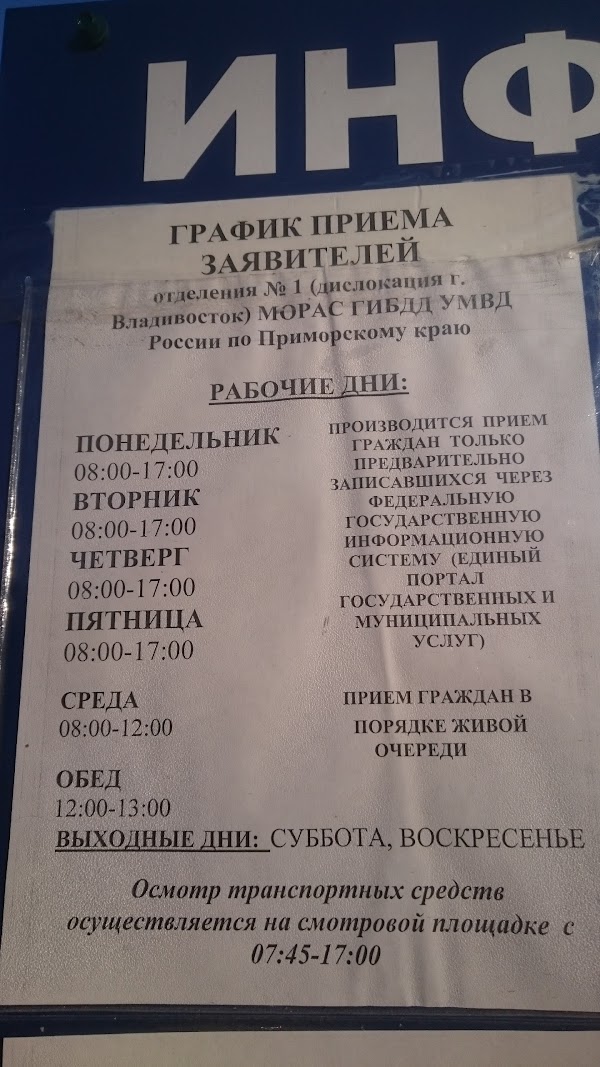 ИНФ
ГРАФИК ПРИЕМА
ЗАЯВИТЕЛЕЙ
отделения № 1 (дислокация г.
Владивосток) МОРАС ГИБДД УМВД
России по Приморскому краю
РАБОЧИЕ ДНИ:
ПОНЕДЕЛЬНИК
08:00-17:00
ВТОРНИК
08:00-17:00
ЧЕТВЕРГ
08:00-17:00
ПЯТНИЦА
08:00-17:00
ПРОИЗВОДИТСЯ ПРИЕМ
ГРАЖДАН ТОЛЬКО
ПРЕДВАРИТЕЛЬНО
ЗАПИСАВШИХСЯ ЧЕРЕЗ
ФЕДЕРАЛЬНУЮ
ГОСУДАРСТВЕННУЮ
ИНФОРМАЦИОННУЮ
СИСТЕМУ (ЕДИНЫЙ
ПОРТАЛ
ГОСУДАРСТВЕННЫХ И
МУНИЦИПАЛЬНЫХ
УСЛУГ)
СРЕДА
08:00-12:00
ПРИЕМ ГРАЖДАН В
ПОРЯДКЕ ЖИВОЙ
ОЧЕРЕДИ
ОБЕД
12:00-13:00
ВЫХОДНЫЕ ДНИ: СУББОТА, ВОСКРЕСЕНЬЕ
Осмотр транспортных средств
осуществляется на смотровой площадке с
07:45-17:00